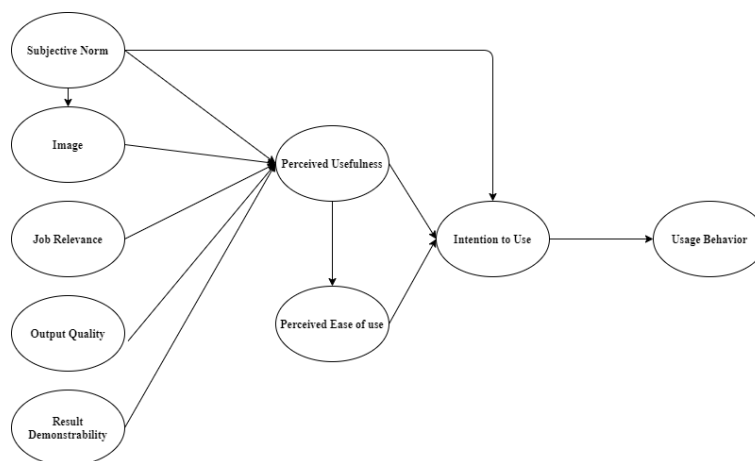 Subjective Norm
Image
Perceived Usefulness
Job Relevance
Intention to Use
Usage Behavior
Output Quality
Perceived Ease of use
Result
Demonstrability